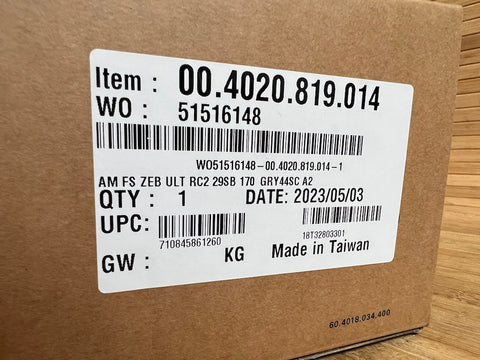 Item : 00.4020.819.014
WO : 51516148
WO51516148-00.4020.819.014-1
AM FS ZEB ULT RC2 29SB 170 GRY44SC A2
QTY : 1 DATE: 2023/05/03
UPC:
710845861260
18T32803301
GW : KG Made in Taiwan
60.4018.034.400